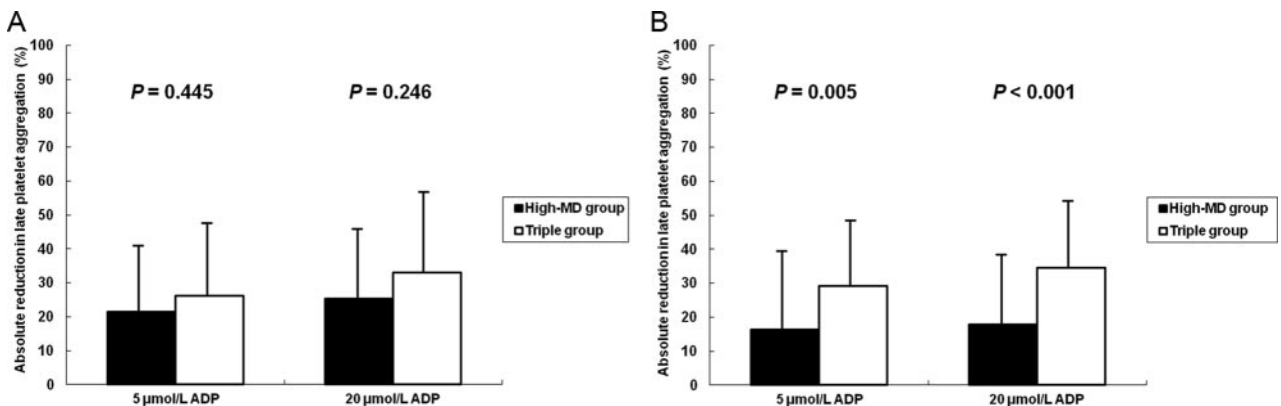 A
Absolute reduction in late platelet aggregation (%)
100
90
80
70
60
50
40
30
20
10
0
P = 0.445
P = 0.246
High-MD group
Triple group
5 μmol/L ADP
20 μmol/L ADP
B
Absolute reduction in late platelet aggregation (%)
100
90
80
70
60
50
40
30
20
10
0
P = 0.005
P < 0.001
High-MD group
Triple group
5 μmol/L ADP
20 μmol/L ADP